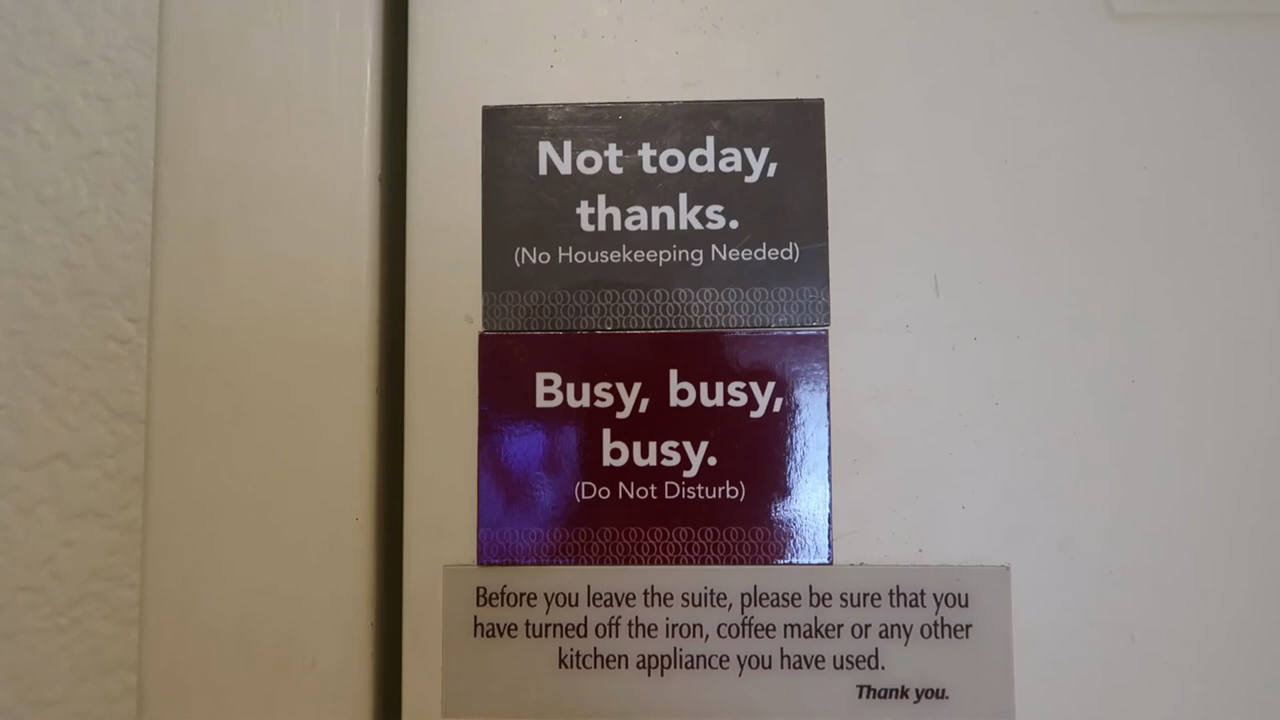 Not today,
thanks.
(No Housekeeping Needed)
Busy, busy,
busy.
(Do Not Disturb)
Before you leave the suite, please be sure that you
have turned off the iron, coffee maker or any other
kitchen appliance you have used.
Thank you.